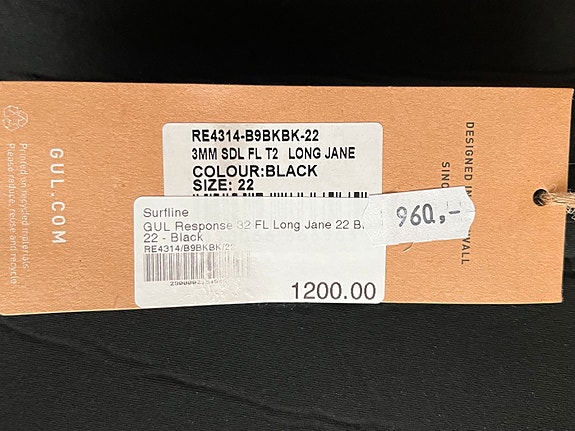 RE4314-B9BKBK-22
3MM SDL FL T2 LONG JANE
COLOUR:BLACK
SIZE: 22
Surfline
GUL Response 32 FL Long Jane 22 B
22 - Black
RE4314/B9BKBK/22
1200.00
960,-
GUL.COM
Printed on recycled materials
Please reduce, reuse and recycle
DESIGNED IN
SINC